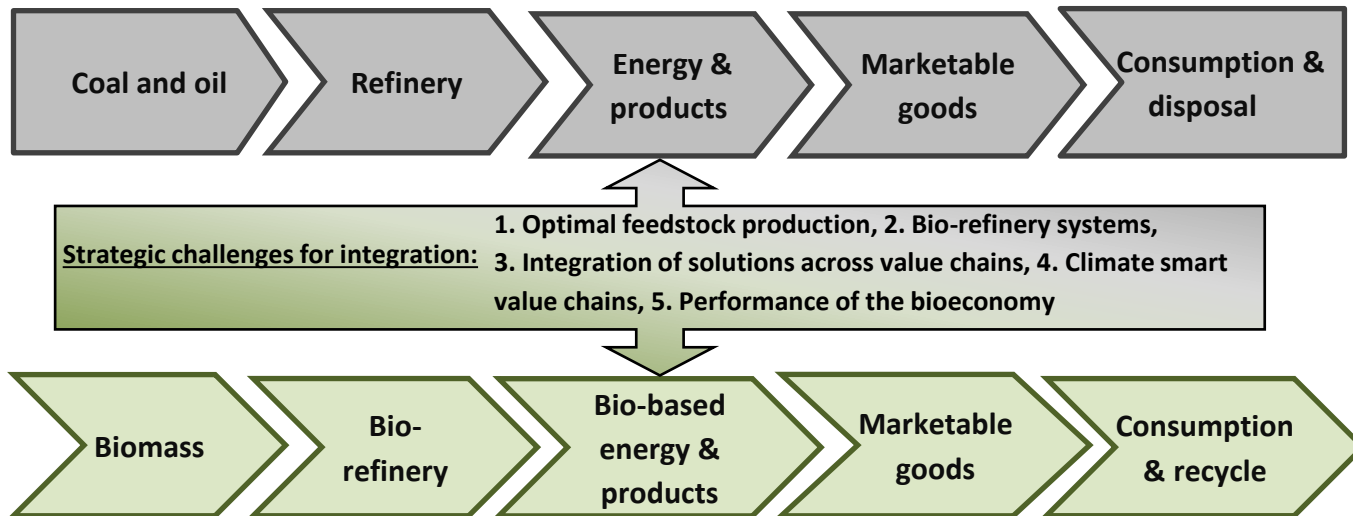 Coal and oil
Refinery
Energy &
products
Marketable
goods
Consumption &
disposal
Strategic challenges for integration:
1. Optimal feedstock production, 2. Bio-refinery systems,
3. Integration of solutions across value chains, 4. Climate smart
value chains, 5. Performance of the bioeconomy
Biomass
Bio-
refinery
Bio-based
energy &
products
Marketable
goods
Consumption
& recycle